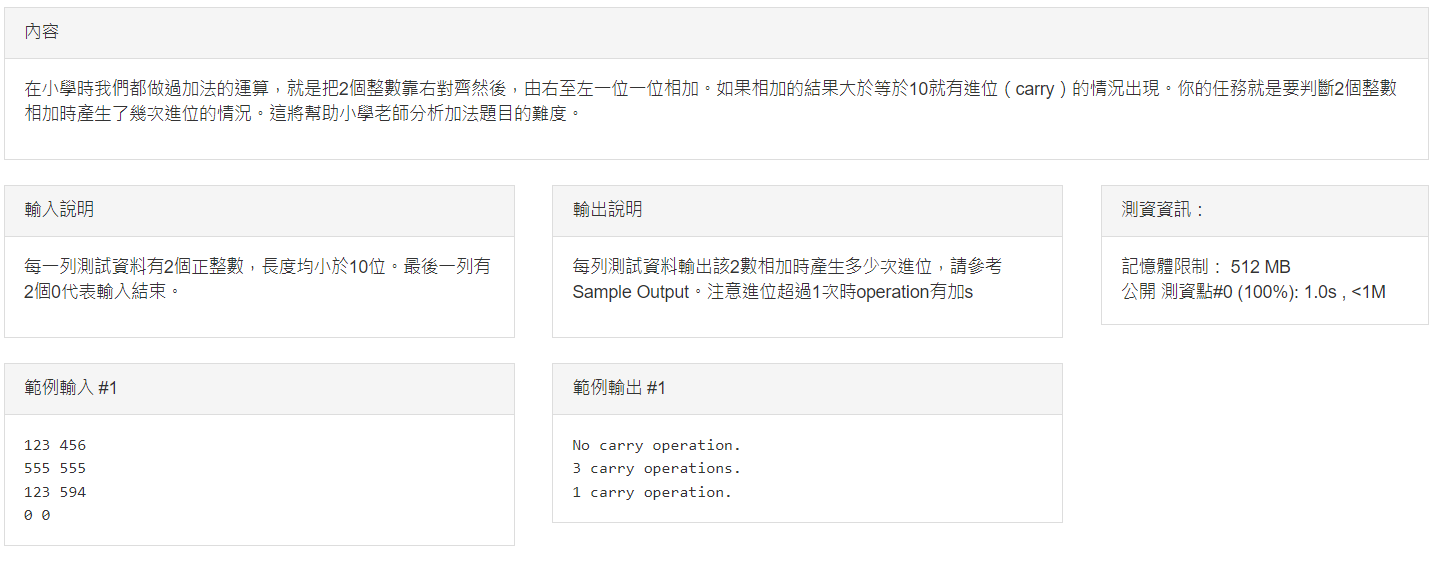 內容
在小學時我們都做過加法的運算，就是把2個整數靠右對齊然後，由右至左一位一位相加。如果相加的結果大於等於10就有進位（carry）的情況出現。你的任務就是要判斷2個整數
相加時產生了幾次進位的情況。這將幫助小學老師分析加法題目的難度。
輸入說明
每一列測試資料有2個正整數，長度均小於10位。最後一列有
2個0代表輸入結束。
輸出說明
每列測試資料輸出該2數相加時產生多少次進位，請參考
Sample Output。注意進位超過1次時operation有加s
測資資訊：
記憶體限制： 512 MB
公開 測資點#0 (100%): 1.0s , <1M
範例輸入 #1
123 456
555 555
123 594
0 0
範例輸出 #1
No carry operation.
3 carry operations.
1 carry operation.